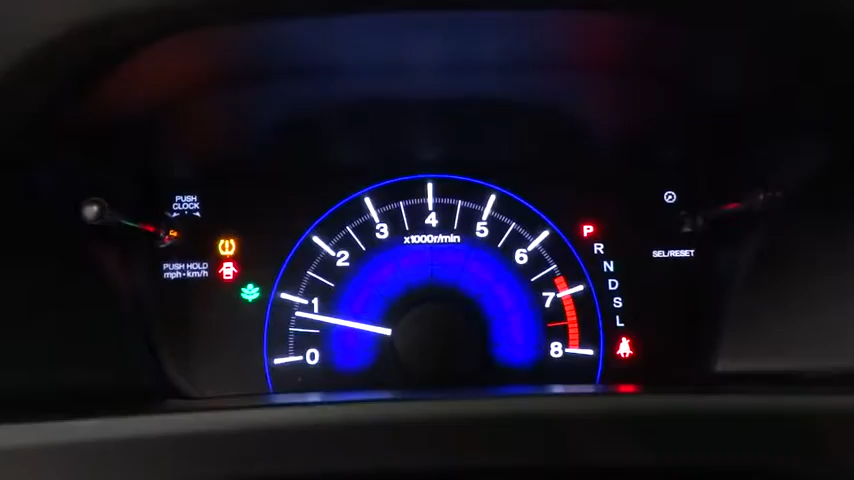 PUSH
CLOCK
PUSH HOLD
mph▸km/h
0
1
2
3
4
5
6
7
8
x1000r/min
P
R
N
D
S
L
SEL/RESET